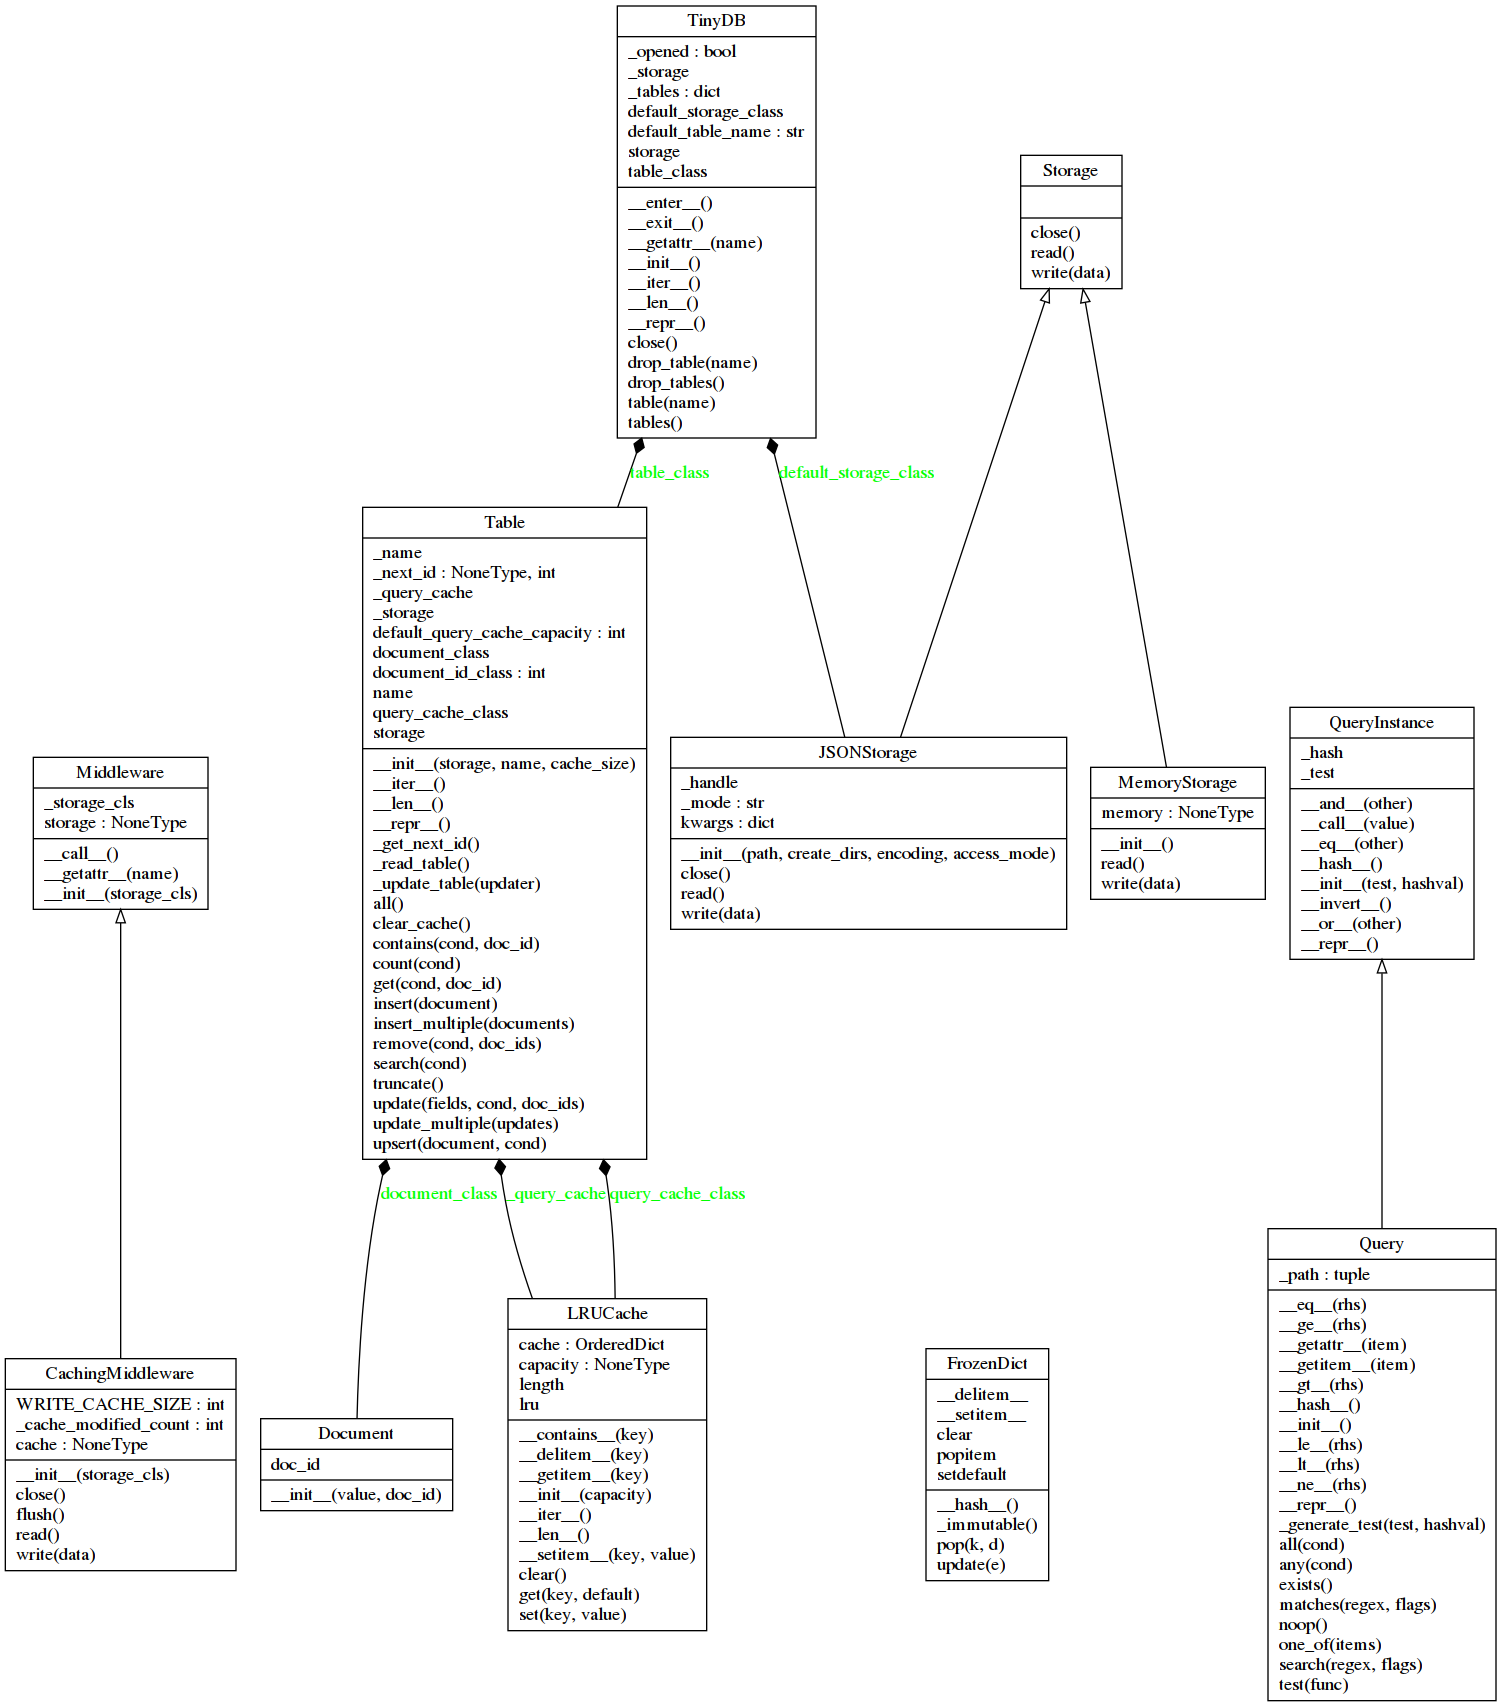 TinyDB
_opened : bool
_storage
_tables : dict
default_storage_class
default_table_name : str
storage
table_class
__enter__()
__exit__()
__getattr__(name)
__init__()
__iter__()
__len__()
__repr__()
close()
drop_table(name)
drop_tables()
table(name)
tables()
Storage
close()
read()
write(data)
table_class
default_storage_class
Table
_name
_next_id : NoneType, int
_query_cache
_storage
default_query_cache_capacity : int
document_class
document_id_class : int
name
query_cache_class
storage
__init__(storage, name, cache_size)
__iter__()
__len__()
__repr__()
_get_next_id()
_read_table()
_update_table(updater)
all()
clear_cache()
contains(cond, doc_id)
count(cond)
get(cond, doc_id)
insert(document)
insert_multiple(documents)
remove(cond, doc_ids)
search(cond)
truncate()
update(fields, cond, doc_ids)
update_multiple(updates)
upsert(document, cond)
Middleware
_storage_cls
storage : NoneType
__call__()
__getattr__(name)
__init__(storage_cls)
JSONStorage
_handle
_mode : str
kwargs : dict
__init__(path, create_dirs, encoding, access_mode)
close()
read()
write(data)
MemoryStorage
memory : NoneType
__init__()
read()
write(data)
QueryInstance
_hash
_test
__and__(other)
__call__(value)
__eq__(other)
__hash__()
__init__(test, hashval)
__invert__()
__or__(other)
__repr__()
document_class
_query_cache
query_cache_class
CachingMiddleware
WRITE_CACHE_SIZE : int
_cache_modified_count : int
cache : NoneType
__init__(storage_cls)
close()
flush()
read()
write(data)
Document
doc_id
__init__(value, doc_id)
LRUCache
cache : OrderedDict
capacity : NoneType
length
lru
__contains__(key)
__delitem__(key)
__getitem__(key)
__init__(capacity)
__iter__()
__len__()
__setitem__(key, value)
clear()
get(key, default)
set(key, value)
FrozenDict
__delitem__
__setitem__
clear
popitem
setdefault
__hash__()
_immutable()
pop(k, d)
update(e)
Query
_path : tuple
__eq__(rhs)
__ge__(rhs)
__getattr__(item)
__getitem__(item)
__gt__(rhs)
__hash__()
__init__()
__le__(rhs)
__lt__(rhs)
__ne__(rhs)
__repr__()
_generate_test(test, hashval)
all(cond)
any(cond)
exists()
matches(regex, flags)
noop()
one_of(items)
search(regex, flags)
test(func)